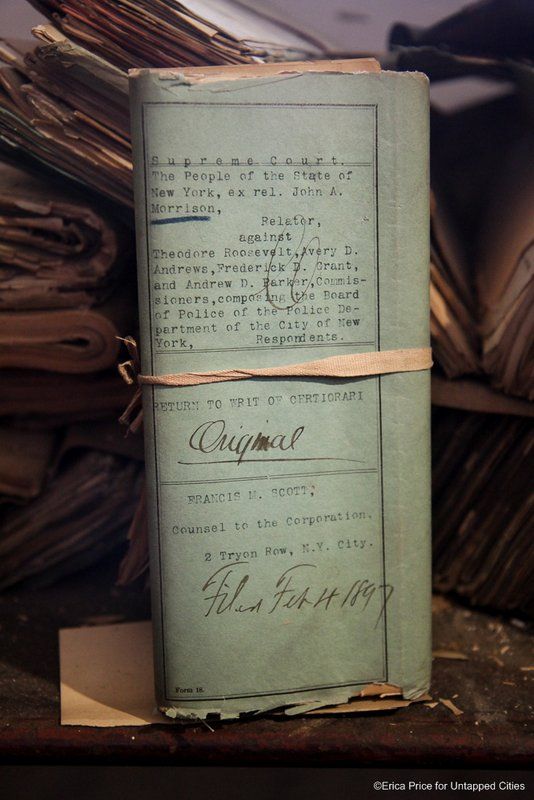 Supreme Court.
The People of the State of
New York, ex rel. John A.
Morrison,
Relator,
against
Theodore Roosevelt,Avery D.
Andrews,Frederick D. Grant,
and Andrew D. Parker,Commis-
sioners,composing the Board
of Police of the Police De-
partment of the City of New
York, Respondents.
RETURN TO WRIT OF CERTIORARI
Original
FRANCIS M. SCOTT,
Counsel to the Corporation.
2 Tryon Row, N.Y. City.
Filed Feb 4 1897
Form 18.
©Erica Price for Untapped Cities